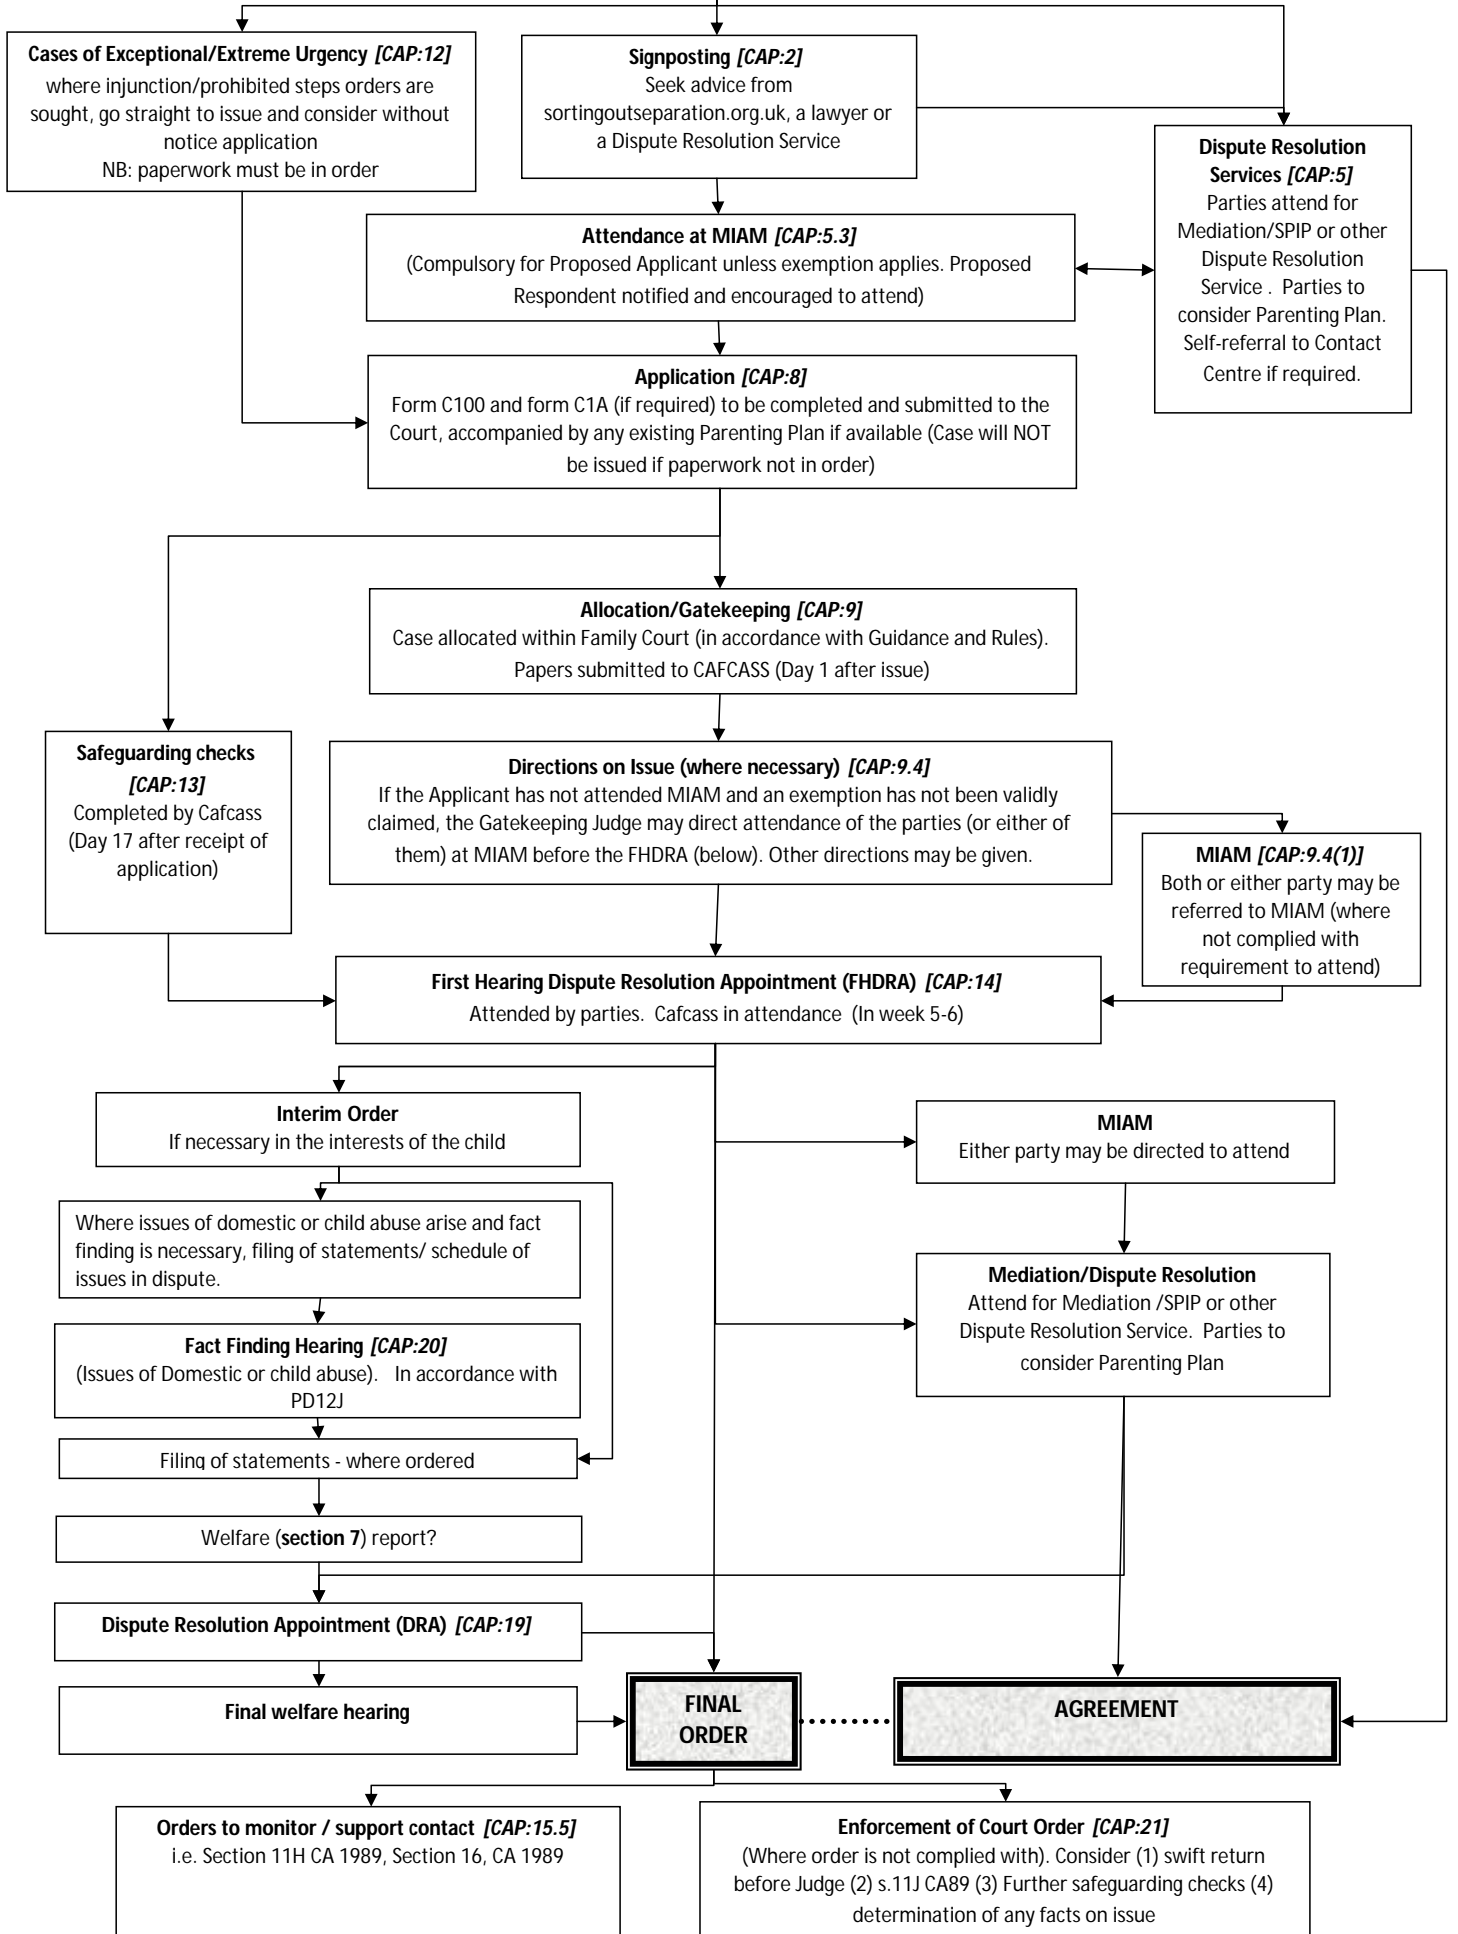 Cases of Exceptional/Extreme Urgency [CAP:12]
where injunction/prohibited steps orders are
sought, go straight to issue and consider without
notice application
NB: paperwork must be in order
Signposting [CAP:2]
Seek advice from
sortingoutseparation.org.uk, a lawyer or
a Dispute Resolution Service
Dispute Resolution
Services [CAP:5]
Parties attend for
Mediation/SPIP or other
Dispute Resolution
Service . Parties to
consider Parenting Plan.
Self-referral to Contact
Centre if required.
Attendance at MIAM [CAP:5.3]
(Compulsory for Proposed Applicant unless exemption applies. Proposed
Respondent notified and encouraged to attend)
Application [CAP:8]
Form C100 and form C1A (if required) to be completed and submitted to the
Court, accompanied by any existing Parenting Plan if available (Case will NOT
be issued if paperwork not in order)
Allocation/Gatekeeping [CAP:9]
Case allocated within Family Court (in accordance with Guidance and Rules).
Papers submitted to CAFCASS (Day 1 after issue)
Safeguarding checks
[CAP:13]
Completed by Cafcass
(Day 17 after receipt of
application)
Directions on Issue (where necessary) [CAP:9.4]
If the Applicant has not attended MIAM and an exemption has not been validly
claimed, the Gatekeeping Judge may direct attendance of the parties (or either of
them) at MIAM before the FHDRA (below). Other directions may be given.
MIAM [CAP:9.4(1)]
Both or either party may be
referred to MIAM (where
not complied with
requirement to attend)
First Hearing Dispute Resolution Appointment (FHDRA) [CAP:14]
Attended by parties. Cafcass in attendance (In week 5-6)
Interim Order
If necessary in the interests of the child
MIAM
Either party may be directed to attend
Where issues of domestic or child abuse arise and fact
finding is necessary, filing of statements/ schedule of
issues in dispute.
Mediation/Dispute Resolution
Attend for Mediation /SPIP or other
Dispute Resolution Service. Parties to
consider Parenting Plan
Fact Finding Hearing [CAP:20]
(Issues of Domestic or child abuse). In accordance with
PD12J
Filing of statements - where ordered
Welfare (section 7) report?
Dispute Resolution Appointment (DRA) [CAP:19]
Final welfare hearing
FINAL
ORDER
AGREEMENT
Orders to monitor / support contact [CAP:15.5]
i.e. Section 11H CA 1989, Section 16, CA 1989
Enforcement of Court Order [CAP:21]
(Where order is not complied with). Consider (1) swift return
before Judge (2) s.11J CA89 (3) Further safeguarding checks (4)
determination of any facts on issue